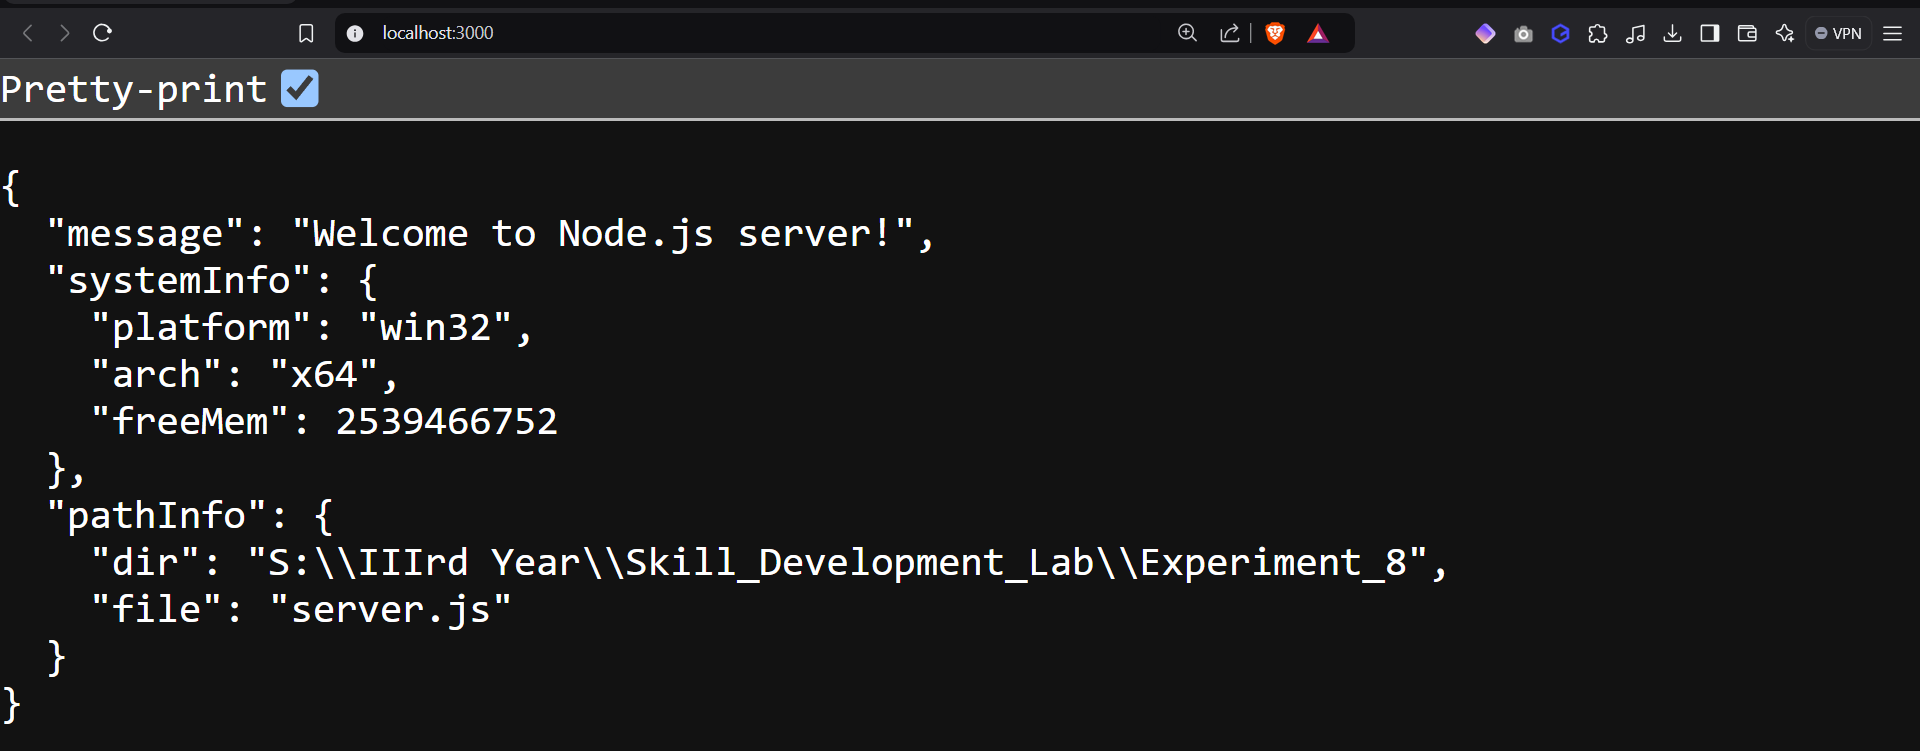 localhost:3000
VPN
Pretty-print
{
  "message": "Welcome to Node.js server!",
  "systemInfo": {
    "platform": "win32",
    "arch": "x64",
    "freeMem": 2539466752
  },
  "pathInfo": {
    "dir": "S:\\IIIrd Year\\Skill_Development_Lab\\Experiment_8",
    "file": "server.js"
  }
}